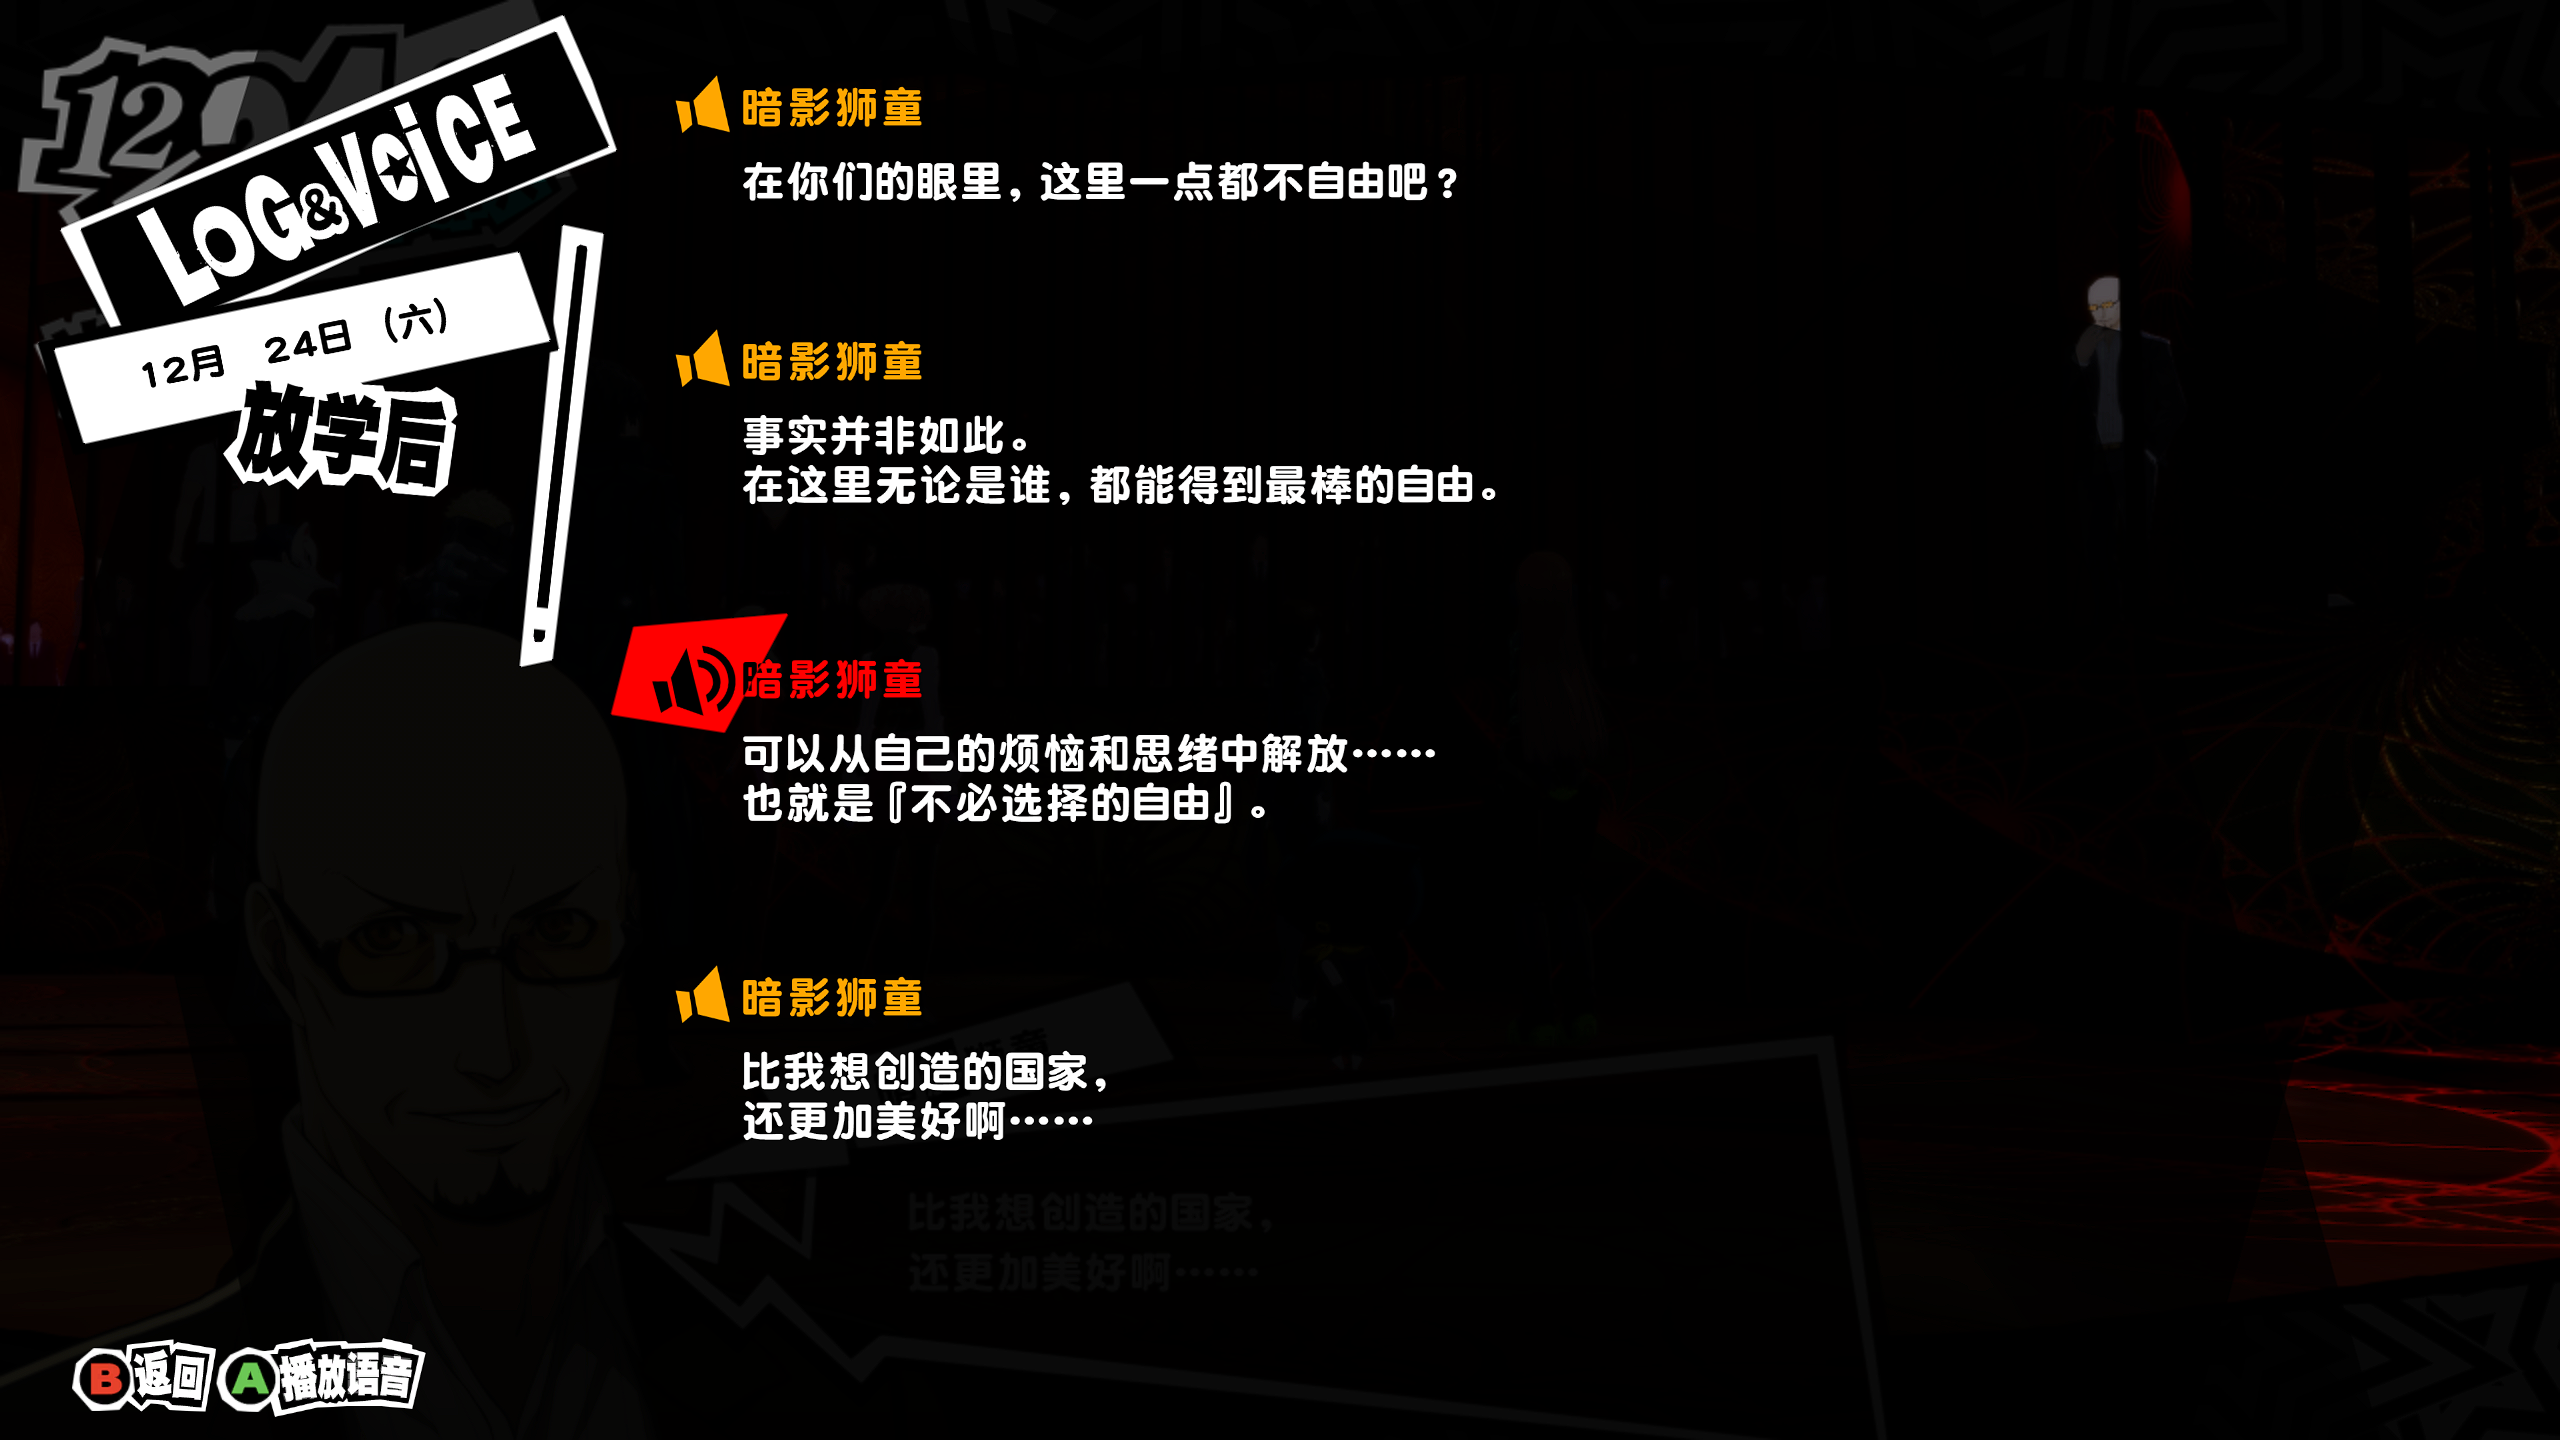 12
LOG&VOiCE
12月 24日 (六)
放学后
暗影狮童
在你们的眼里，这里一点都不自由吧？
暗影狮童
事实并非如此。
在这里无论是谁，都能得到最棒的自由。
暗影狮童
可以从自己的烦恼和思绪中解放……
也就是『不必选择的自由』。
暗影狮童
比我想创造的国家，
还更加美好啊……
比我想创造的国家，
还更加美好啊……
B 返回 A 播放语音